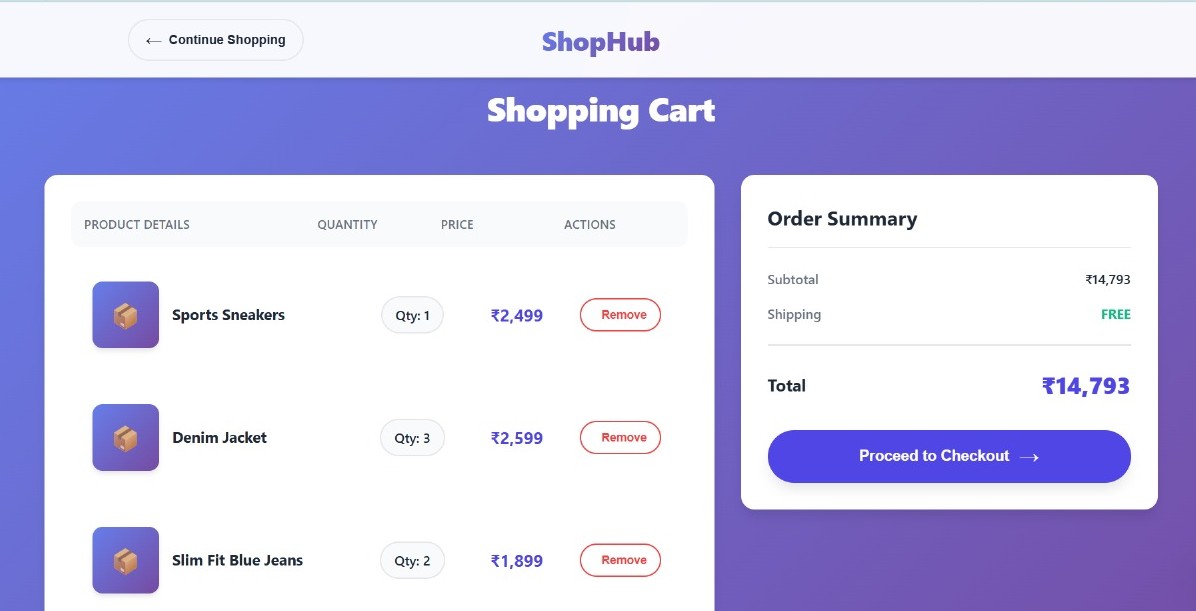 ← Continue Shopping
ShopHub
Shopping Cart
PRODUCT DETAILS QUANTITY PRICE ACTIONS
Sports Sneakers Qty: 1 ₹2,499 Remove
Denim Jacket Qty: 3 ₹2,599 Remove
Slim Fit Blue Jeans Qty: 2 ₹1,899 Remove
Order Summary
Subtotal ₹14,793
Shipping FREE
Total ₹14,793
Proceed to Checkout →